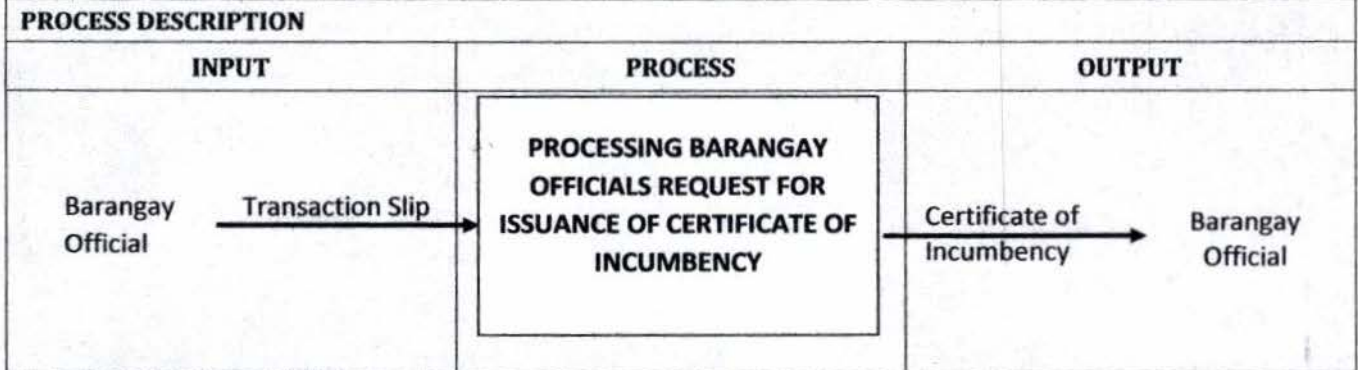 PROCESS DESCRIPTION
INPUT
PROCESS
OUTPUT
Barangay
Official
Transaction Slip
PROCESSING BARANGAY
OFFICIALS REQUEST FOR
ISSUANCE OF CERTIFICATE OF
INCUMBENCY
Certificate of
Incumbency
Barangay
Official